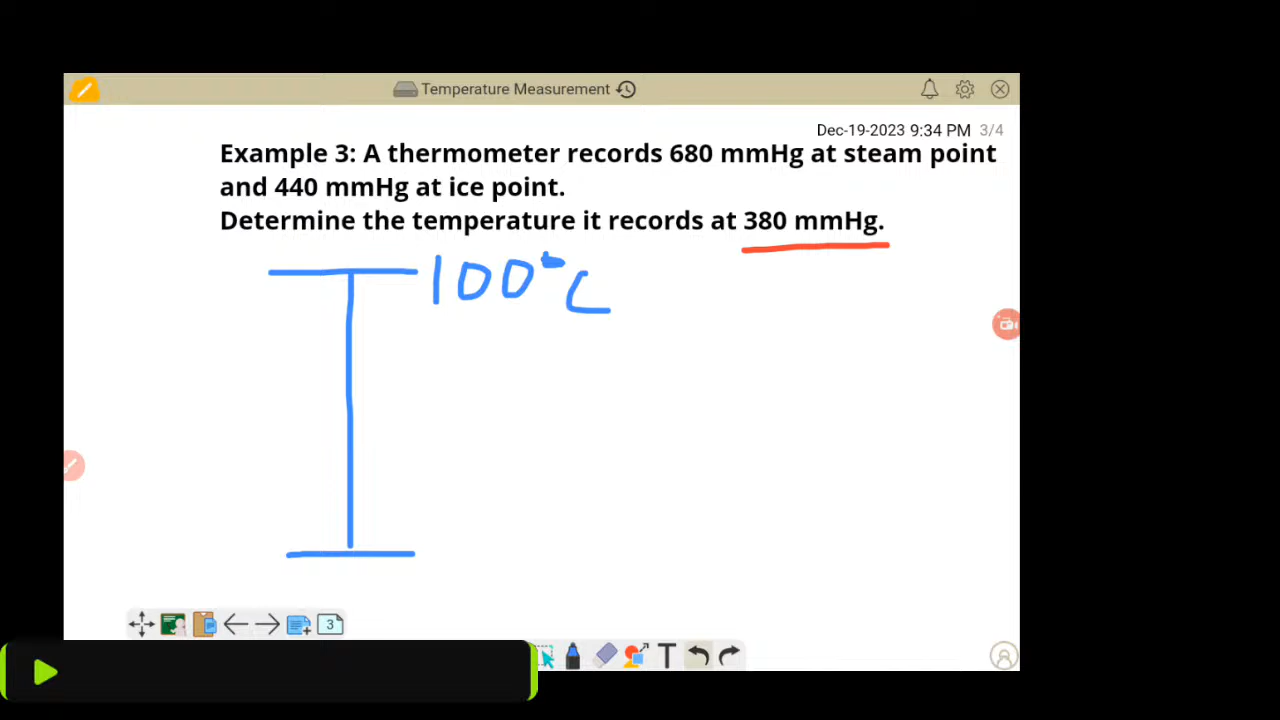 Temperature Measurement
Dec-19-2023 9:34 PM 3/4
Example 3: A thermometer records 680 mmHg at steam point
and 440 mmHg at ice point.
Determine the temperature it records at 380 mmHg.
100°C
3
T